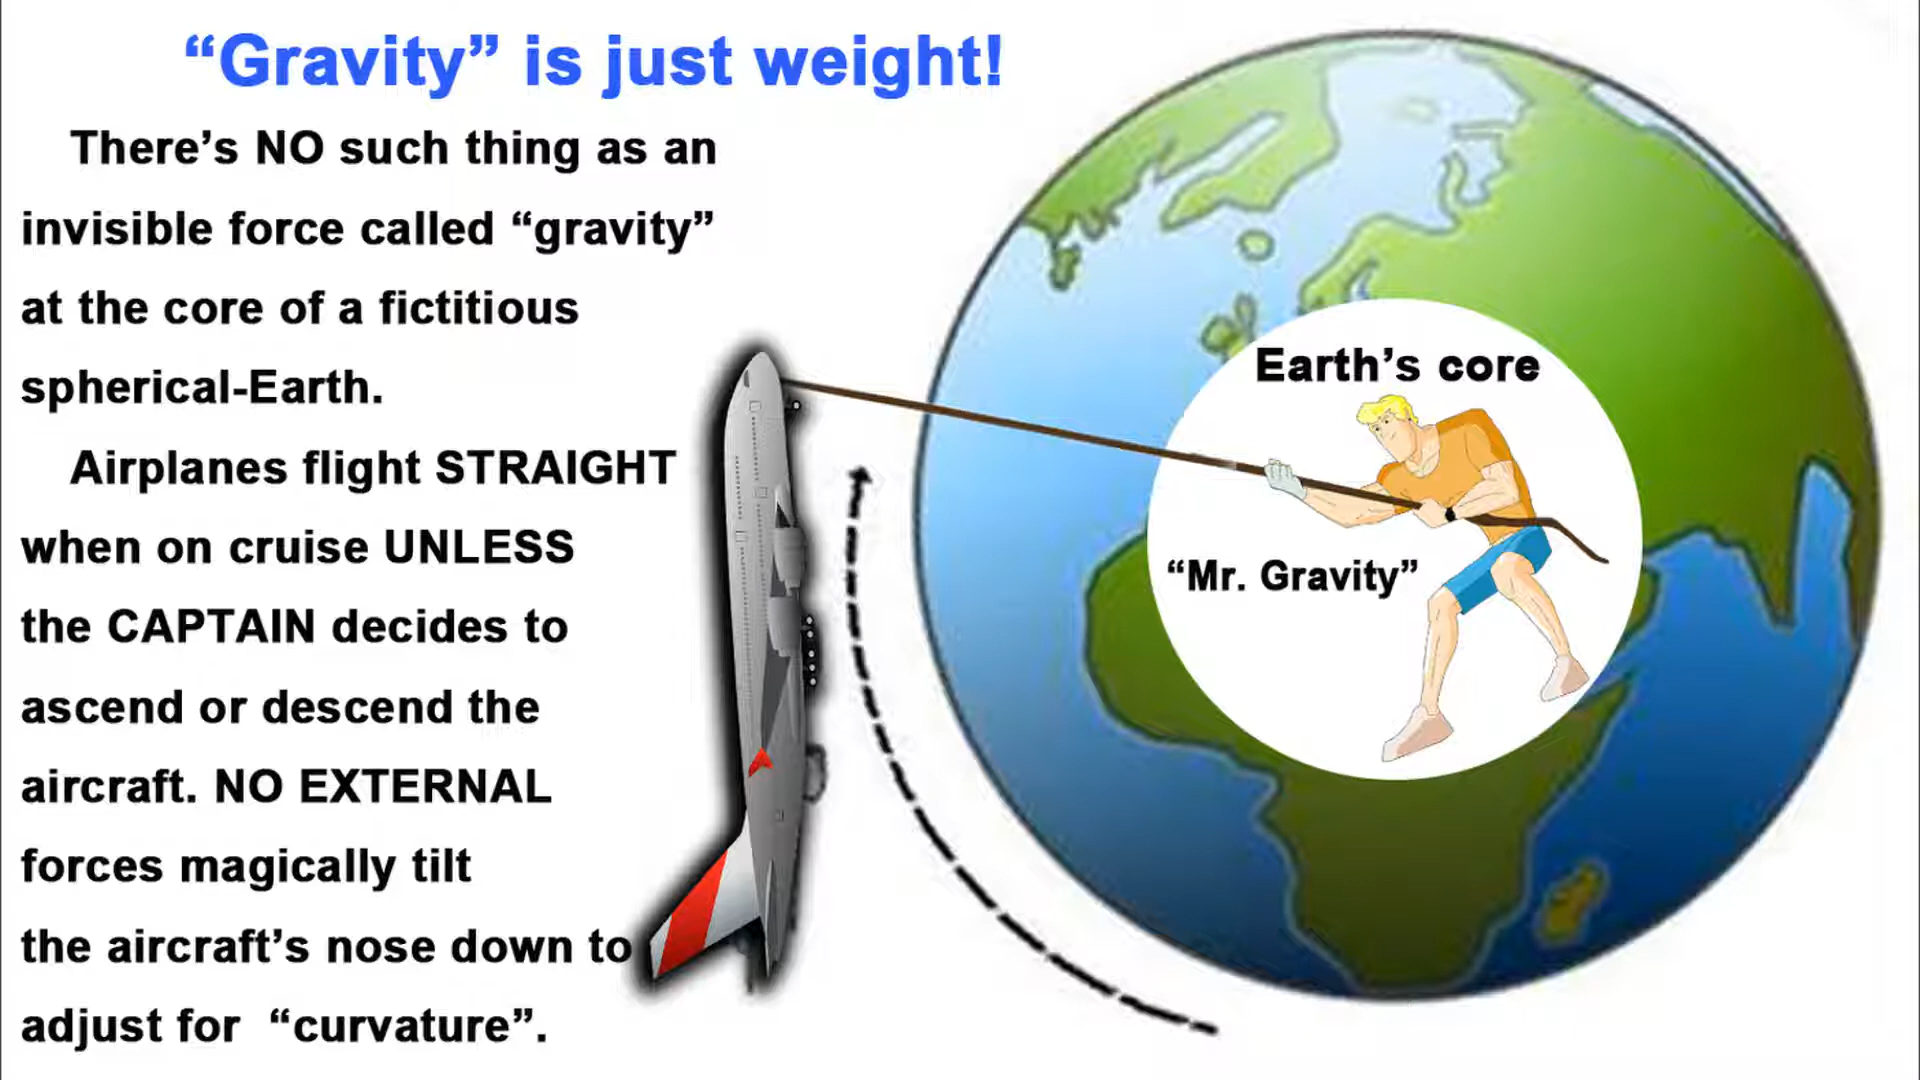 “Gravity” is just weight!
There’s NO such thing as an
invisible force called “gravity”
at the core of a fictitious
spherical-Earth.
Airplanes flight STRAIGHT
when on cruise UNLESS
the CAPTAIN decides to
ascend or descend the
aircraft. NO EXTERNAL
forces magically tilt
the aircraft’s nose down to
adjust for “curvature”.
Earth’s core
“Mr. Gravity”